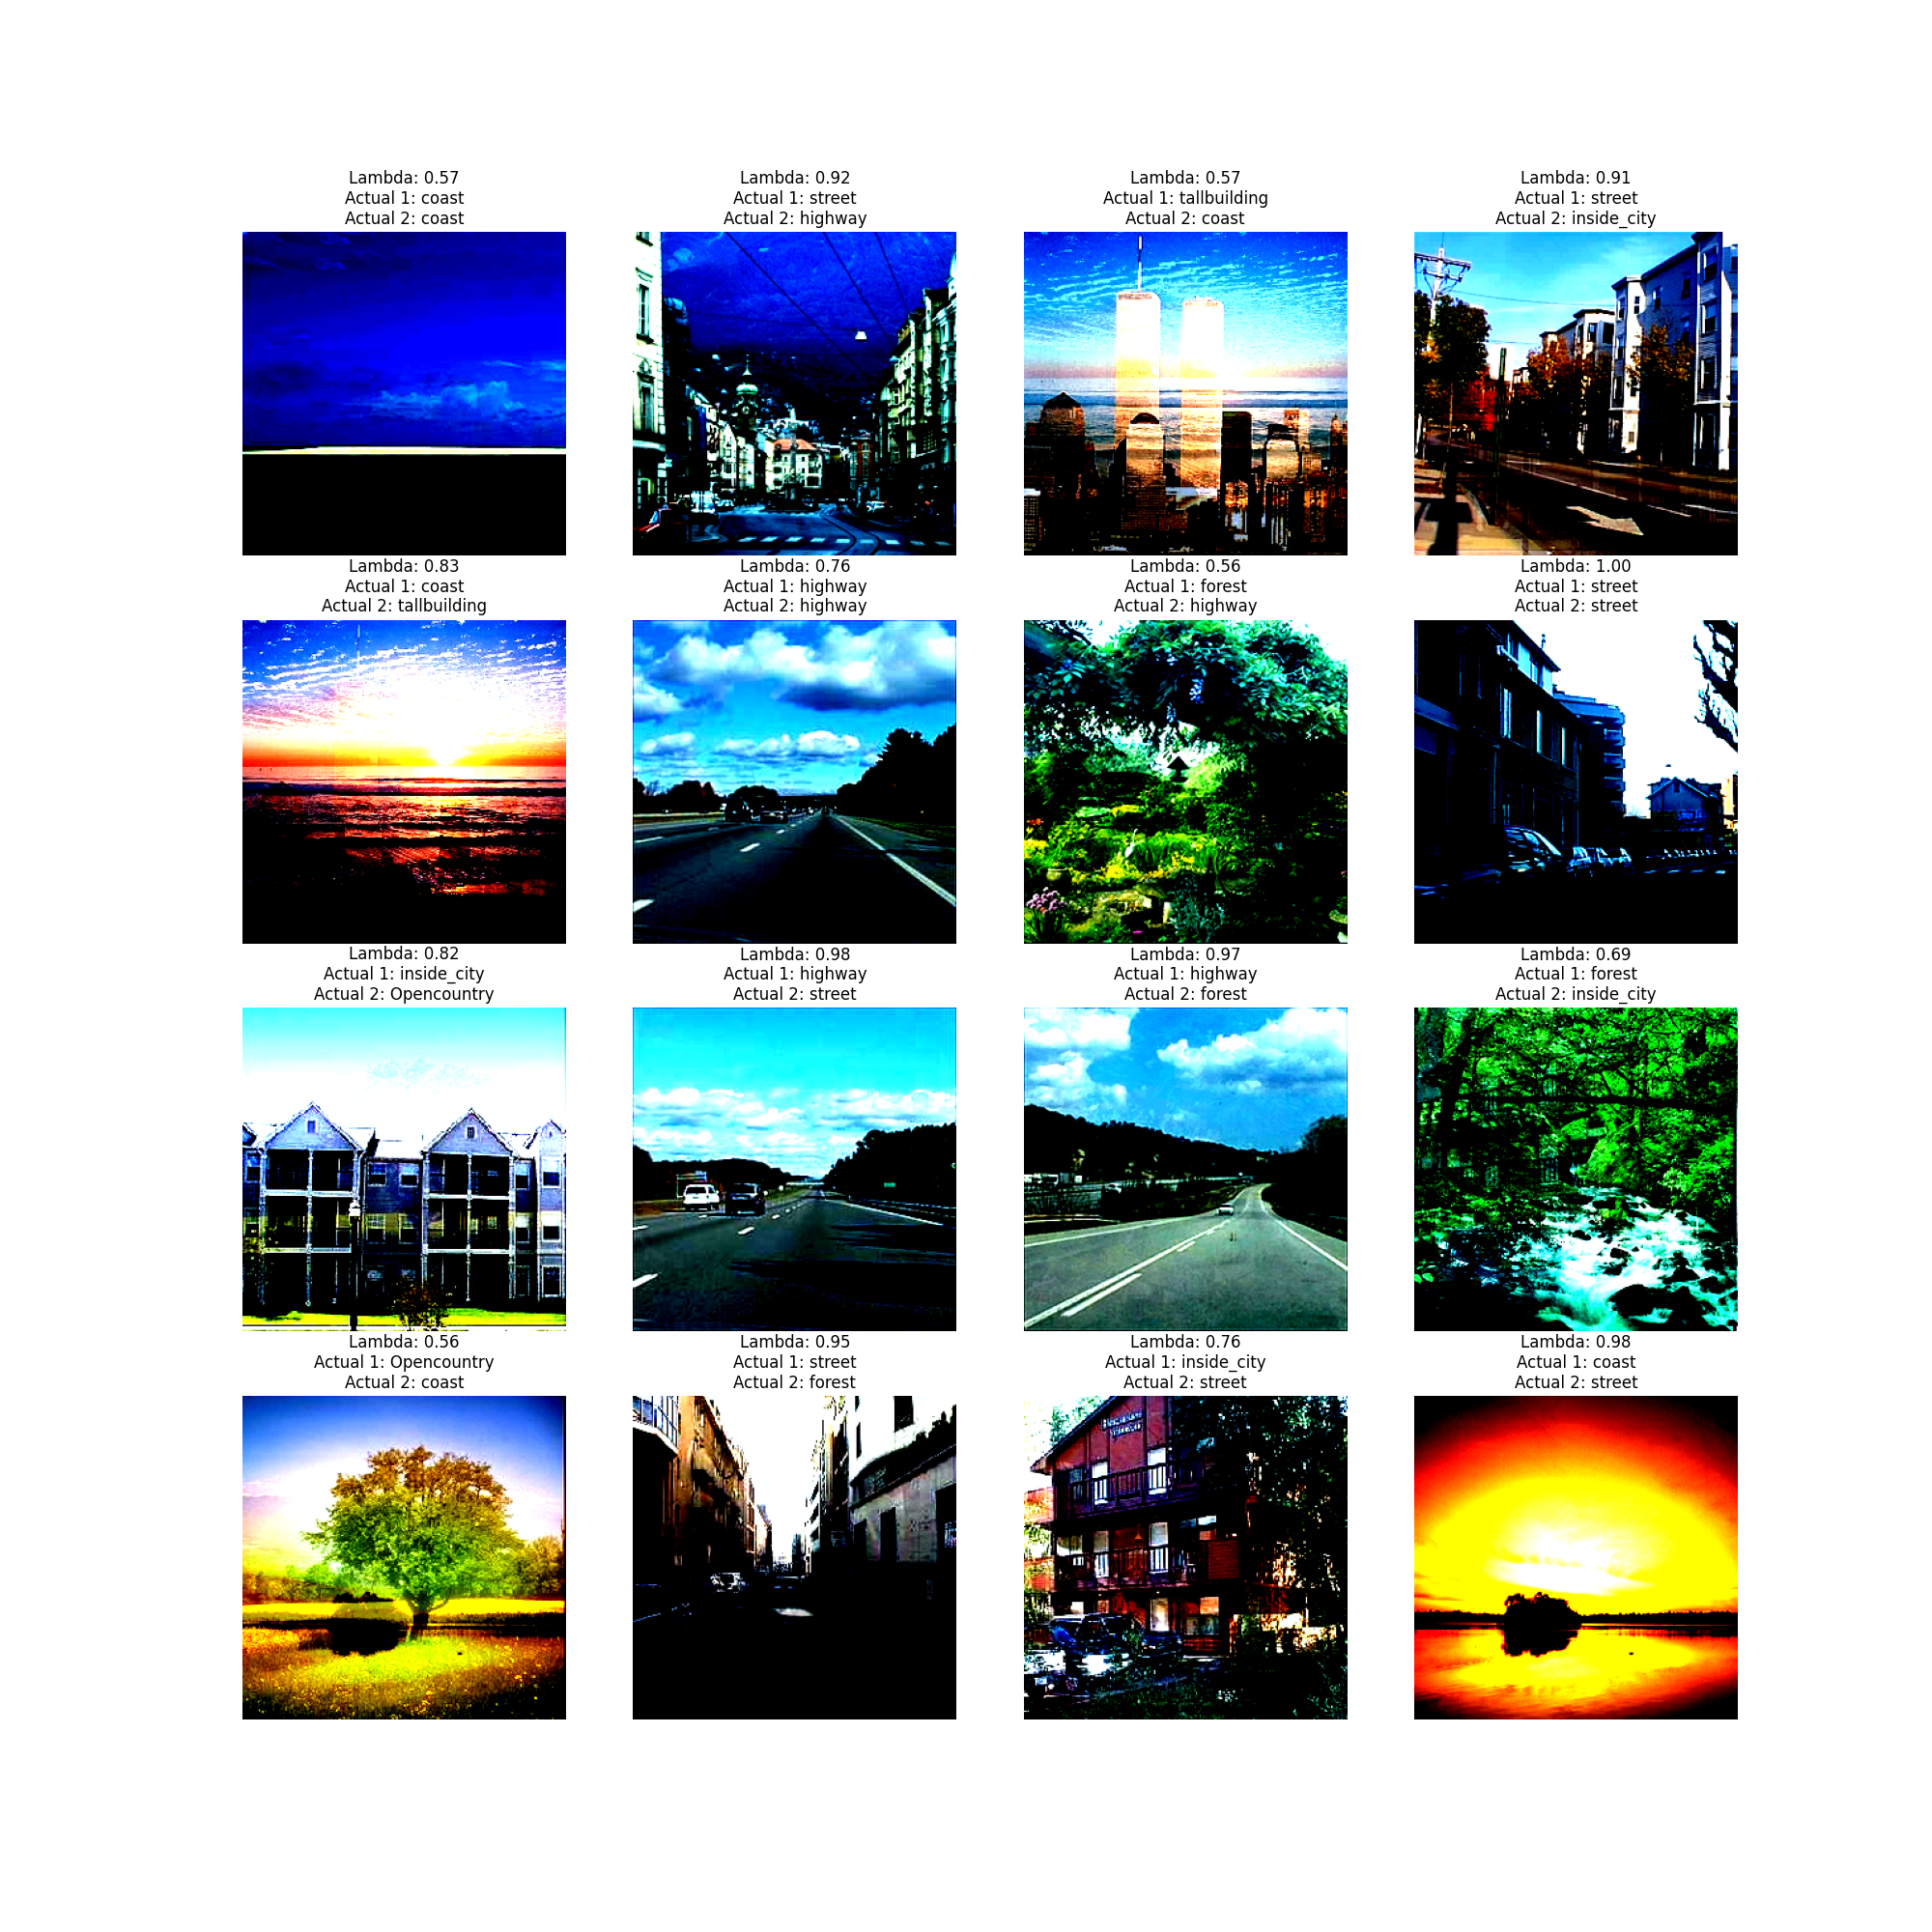 Lambda: 0.57
Actual 1: coast
Actual 2: coast
Lambda: 0.92
Actual 1: street
Actual 2: highway
Lambda: 0.57
Actual 1: tallbuilding
Actual 2: coast
Lambda: 0.91
Actual 1: street
Actual 2: inside_city
Lambda: 0.83
Actual 1: coast
Actual 2: tallbuilding
Lambda: 0.76
Actual 1: highway
Actual 2: highway
Lambda: 0.56
Actual 1: forest
Actual 2: highway
Lambda: 1.00
Actual 1: street
Actual 2: street
Lambda: 0.82
Actual 1: inside_city
Actual 2: Opencountry
Lambda: 0.98
Actual 1: highway
Actual 2: street
Lambda: 0.97
Actual 1: highway
Actual 2: forest
Lambda: 0.69
Actual 1: forest
Actual 2: inside_city
Lambda: 0.56
Actual 1: Opencountry
Actual 2: coast
Lambda: 0.95
Actual 1: street
Actual 2: forest
Lambda: 0.76
Actual 1: inside_city
Actual 2: street
Lambda: 0.98
Actual 1: coast
Actual 2: street